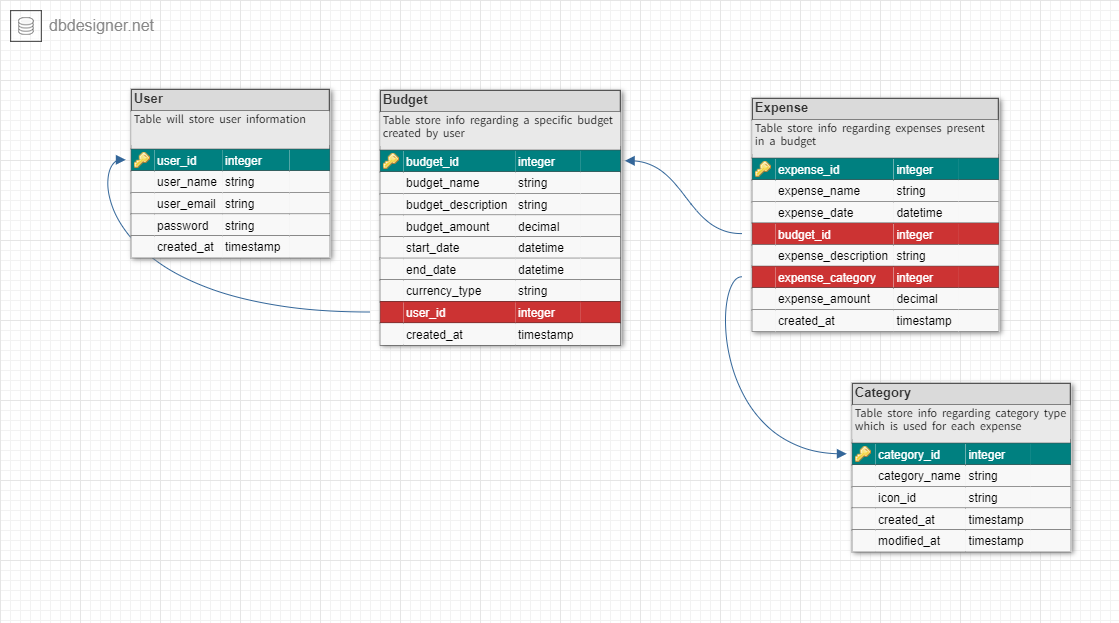 dbdesigner.net
User
Table will store user information
user_id integer
user_name string
user_email string
password string
created_at timestamp
Budget
Table store info regarding a specific budget
created by user
budget_id integer
budget_name string
budget_description string
budget_amount decimal
start_date datetime
end_date datetime
currency_type string
user_id integer
created_at timestamp
Expense
Table store info regarding expenses present
in a budget
expense_id integer
expense_name string
expense_date datetime
budget_id integer
expense_description string
expense_category integer
expense_amount decimal
created_at timestamp
Category
Table store info regarding category type
which is used for each expense
category_id integer
category_name string
icon_id string
created_at timestamp
modified_at timestamp